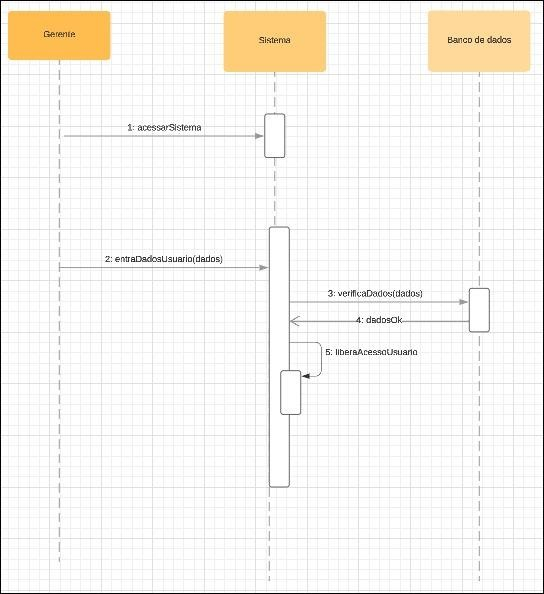 Gerente
Sistema
Banco de dados
1: acessarSistema
2: entraDadosUsuario(dados)
3: verificaDados(dados)
4: dadosOk
5: liberaAcessoUsuario